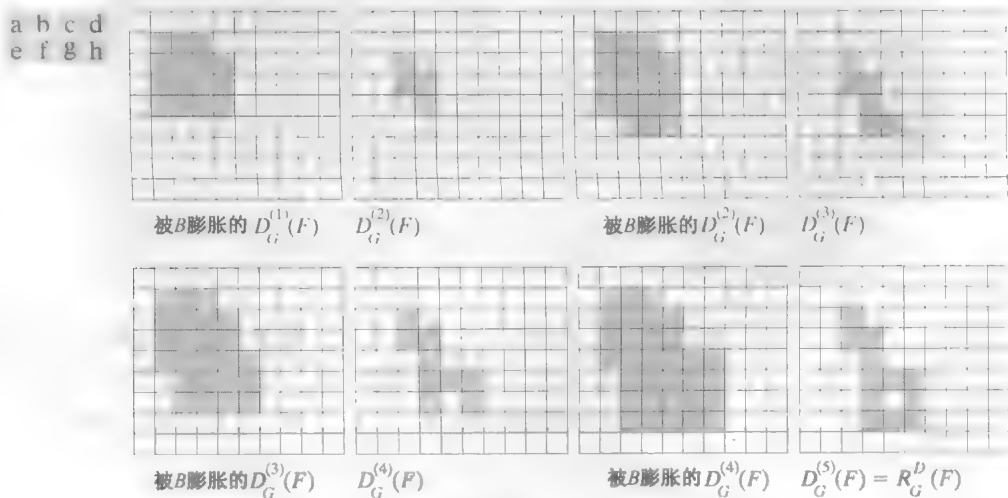 a b c d
e f g h
被B膨胀的 D_G^{(1)}(F)
D_G^{(2)}(F)
被B膨胀的 D_G^{(2)}(F)
D_G^{(3)}(F)
被B膨胀的 D_G^{(3)}(F)
D_G^{(4)}(F)
被B膨胀的 D_G^{(4)}(F)
D_G^{(5)}(F) = R_G^D(F)